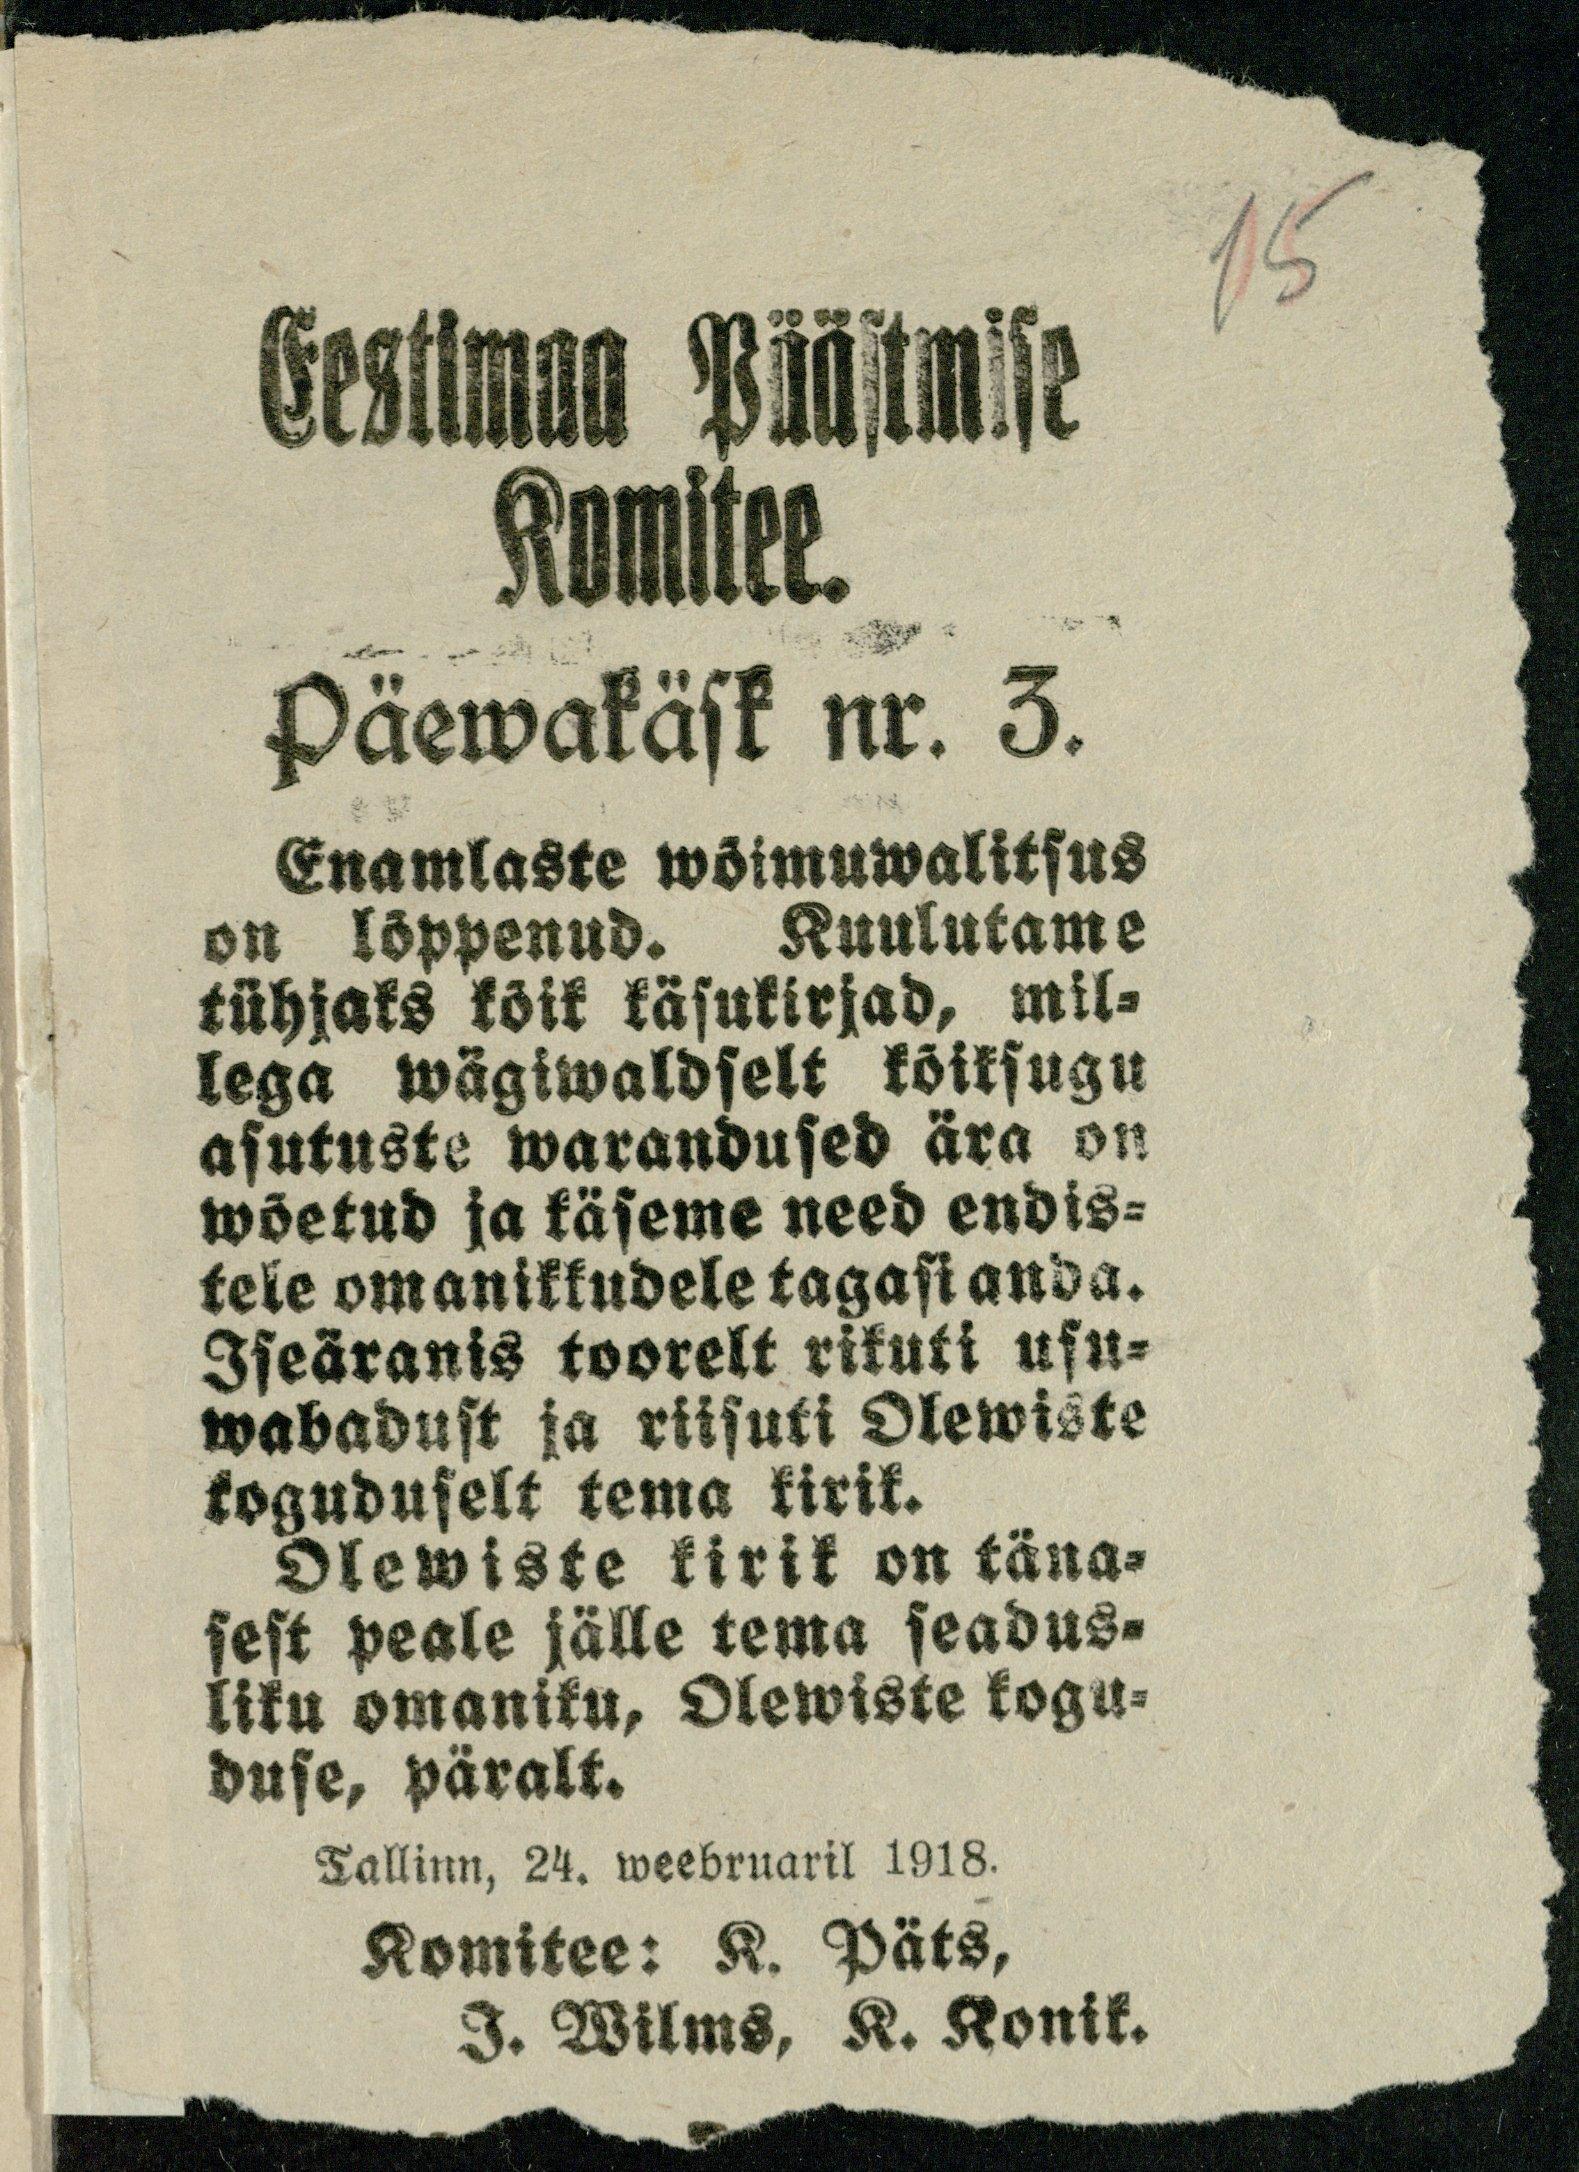 15
Eestimaa Päästmise
Komitee.
Päewakäsk nr. 3.
Enamlaste wõimuwalitsus
on lõppenud. Kuulutame
tühjaks kõik käsukirjad, mil-
lega wägiwaldselt kõiksugu
asutuste warandused ära on
wõetud ja käseme need endis-
tele omanikkudele tagasi anda.
Iseäranis toorelt rikuti usu-
wabadust ja riisuti Olewiste
koguduselt tema kirik.
Olewiste kirik on täna-
sest peale jälle tema seadus-
liku omaniku, Olewiste kogu-
duse, päralt.
Tallinn, 24. weebruaril 1918.
Komitee: K. Päts,
J. Wilms, K. Konik.